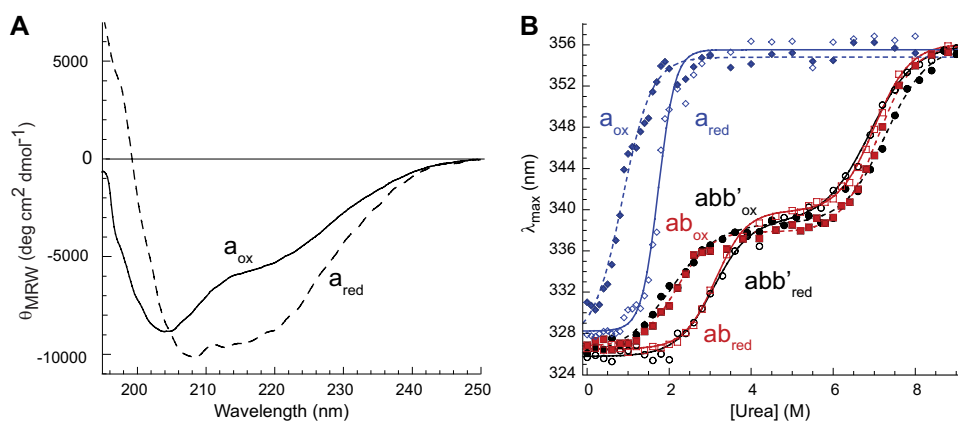 A
5000
0
-5000
-10000
θMRW (deg cm2 dmol-1)
aox
ared
200
210
220
230
240
250
Wavelength (nm)
B
356
352
348
344
340
336
332
328
324
λmax (nm)
aox
ared
abb’ox
abox
abb’red
abred
0
2
4
6
8
[Urea] (M)